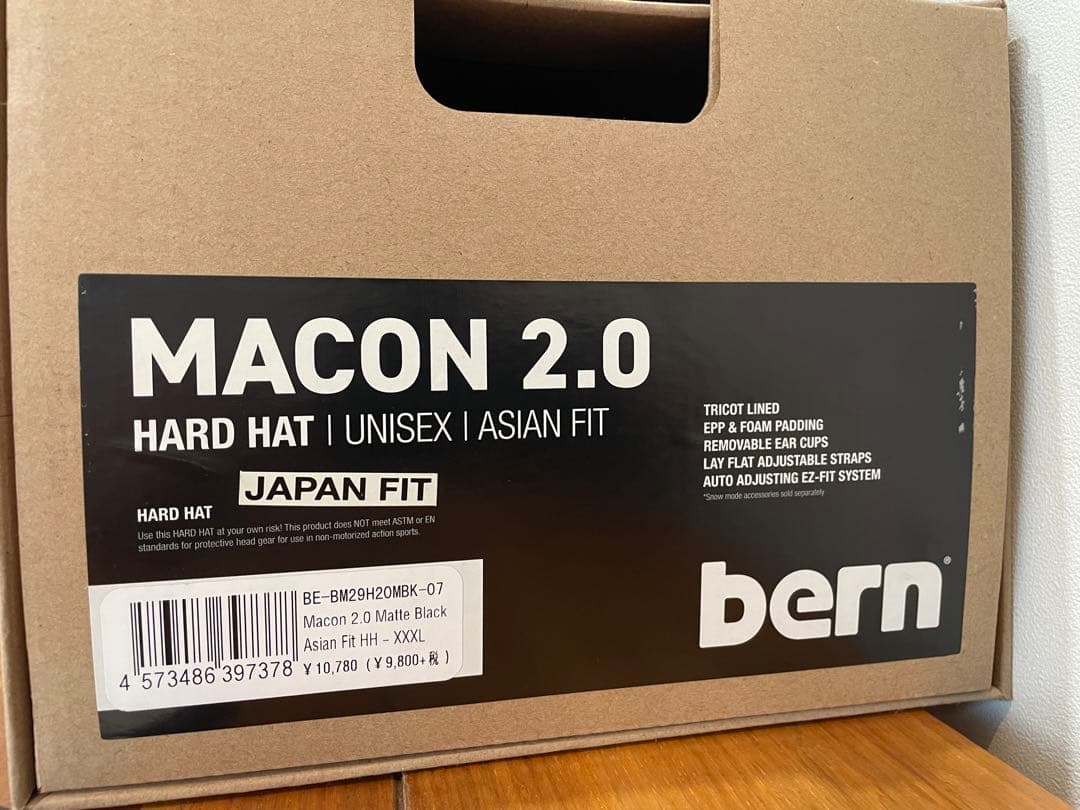 MACON 2.0
HARD HAT | UNISEX | ASIAN FIT
JAPAN FIT
HARD HAT
Use this HARD HAT at your own risk! This product does NOT meet ASTM or EN
standards for protective head gear for use in non-motorized action sports.
TRICOT LINED
EPP & FOAM PADDING
REMOVABLE EAR CUPS
LAY FLAT ADJUSTABLE STRAPS
AUTO ADJUSTING EZ-FIT SYSTEM
*Snow mode accessories sold separately
BE-BM29H20MBK-07
Macon 2.0 Matte Black
Asian Fit HH - XXXL
¥10,780 (¥9,800+税)
4 573486 397378
bern®